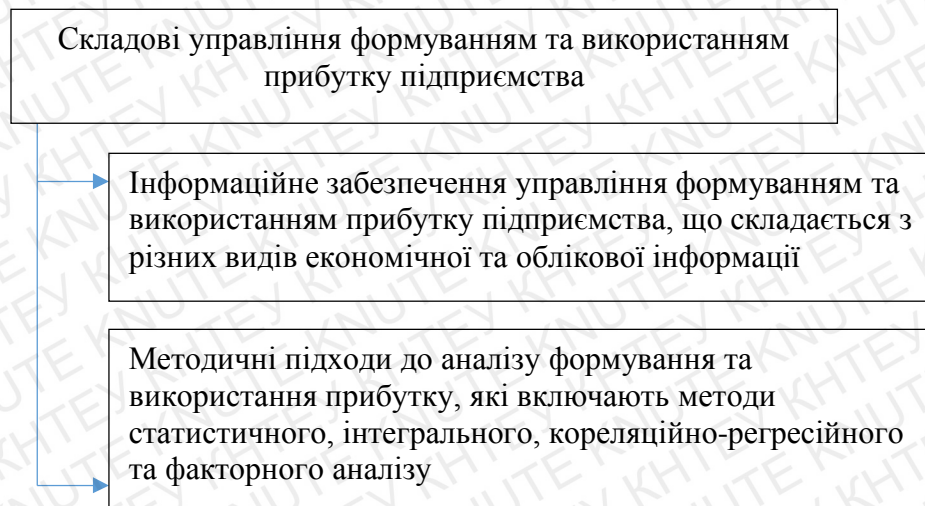 Складові управління формуванням та використанням
прибутку підприємства
Інформаційне забезпечення управління формуванням та
використанням прибутку підприємства, що складається з
різних видів економічної та облікової інформації
Методичні підходи до аналізу формування та
використання прибутку, які включають методи
статистичного, інтегрального, кореляційно-регресійного
та факторного аналізу